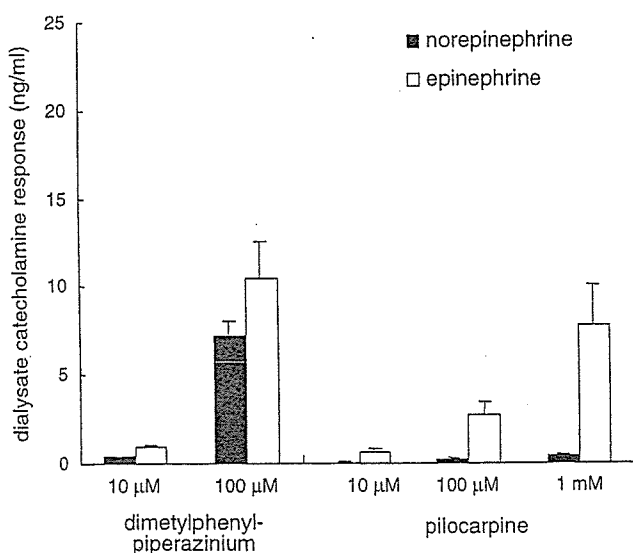 norepinephrine
epinephrine
dialysate catecholamine response (ng/ml)
25
20
15
10
5
0
10 μM
100 μM
10 μM
100 μM
1 mM
dimetylphenyl-
piperazinium
pilocarpine